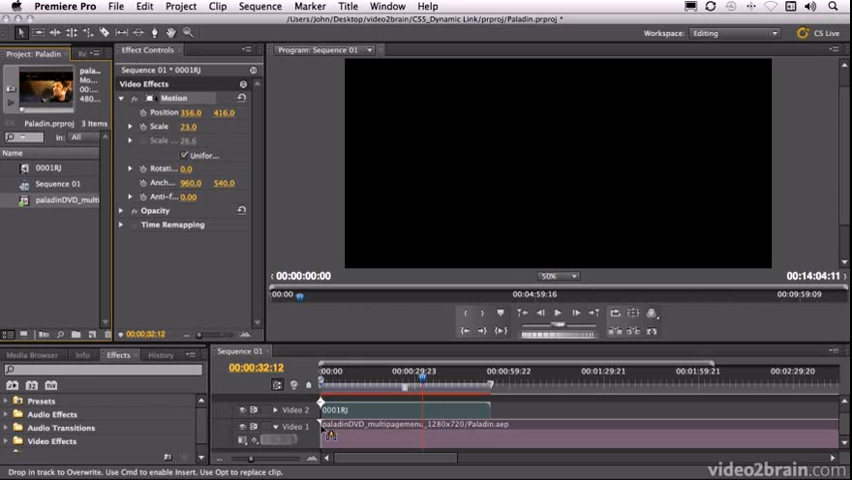 Premiere Pro File Edit Project Clip Sequence Marker Title Window Help
/Users/John/Desktop/video2brain/CS5_Dynamic Link/prproj/Paladin.prproj *
Workspace: Editing CS Live
Project: Paladin Effect Controls Program: Sequence 01
Sequence 01 * 0001RJ
Video Effects
Motion
Position 356.0 416.0
Scale 23.0
Scale ... 26.6
Unifor...
Rotati... 0.0
Anch... 960.0 540.0
Anti-f... 0.00
Opacity
Time Remapping
00:00:32:12
pala...
Mo...
00:...
480...
Paladin.prproj 3 Items
In: All
Name
0001RJ
Sequence 01
paladinDVD_multi
00:00:00:00 50% 00:14:04:11
00:00 00:04:59:16 00:09:59:09
Media Browser Info Effects History
Presets
Audio Effects
Audio Transitions
Video Effects
Sequence 01
00:00:32:12
00:00 00:00:29:23 00:00:59:22 00:01:29:21 00:01:59:21 00:02:29:20
Video 2 0001RJ
Video 1 paladinDVD_multipagemenu_1280x720/Paladin.aep
Drop in track to Overwrite. Use Cmd to enable Insert. Use Opt to replace clip.
video2brain.com